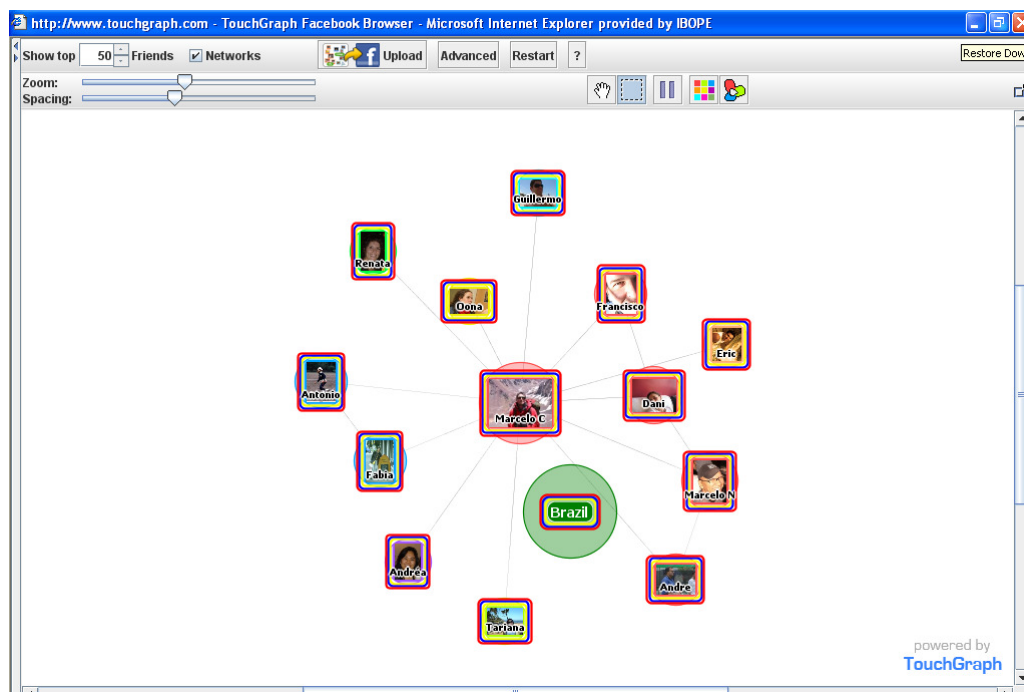 http://www.touchgraph.com - TouchGraph Facebook Browser - Microsoft Internet Explorer provided by IBOPE
Show top 50 Friends Networks Upload Advanced Restart ?
Restore Dow
Zoom:
Spacing:
Guillermo
Renata
Oona
Francisco
Eric
Antonio
Dani
Marcelo C
Fabia
Marcelo N
Brazil
Andrea
Andre
Tariana
powered by
TouchGraph